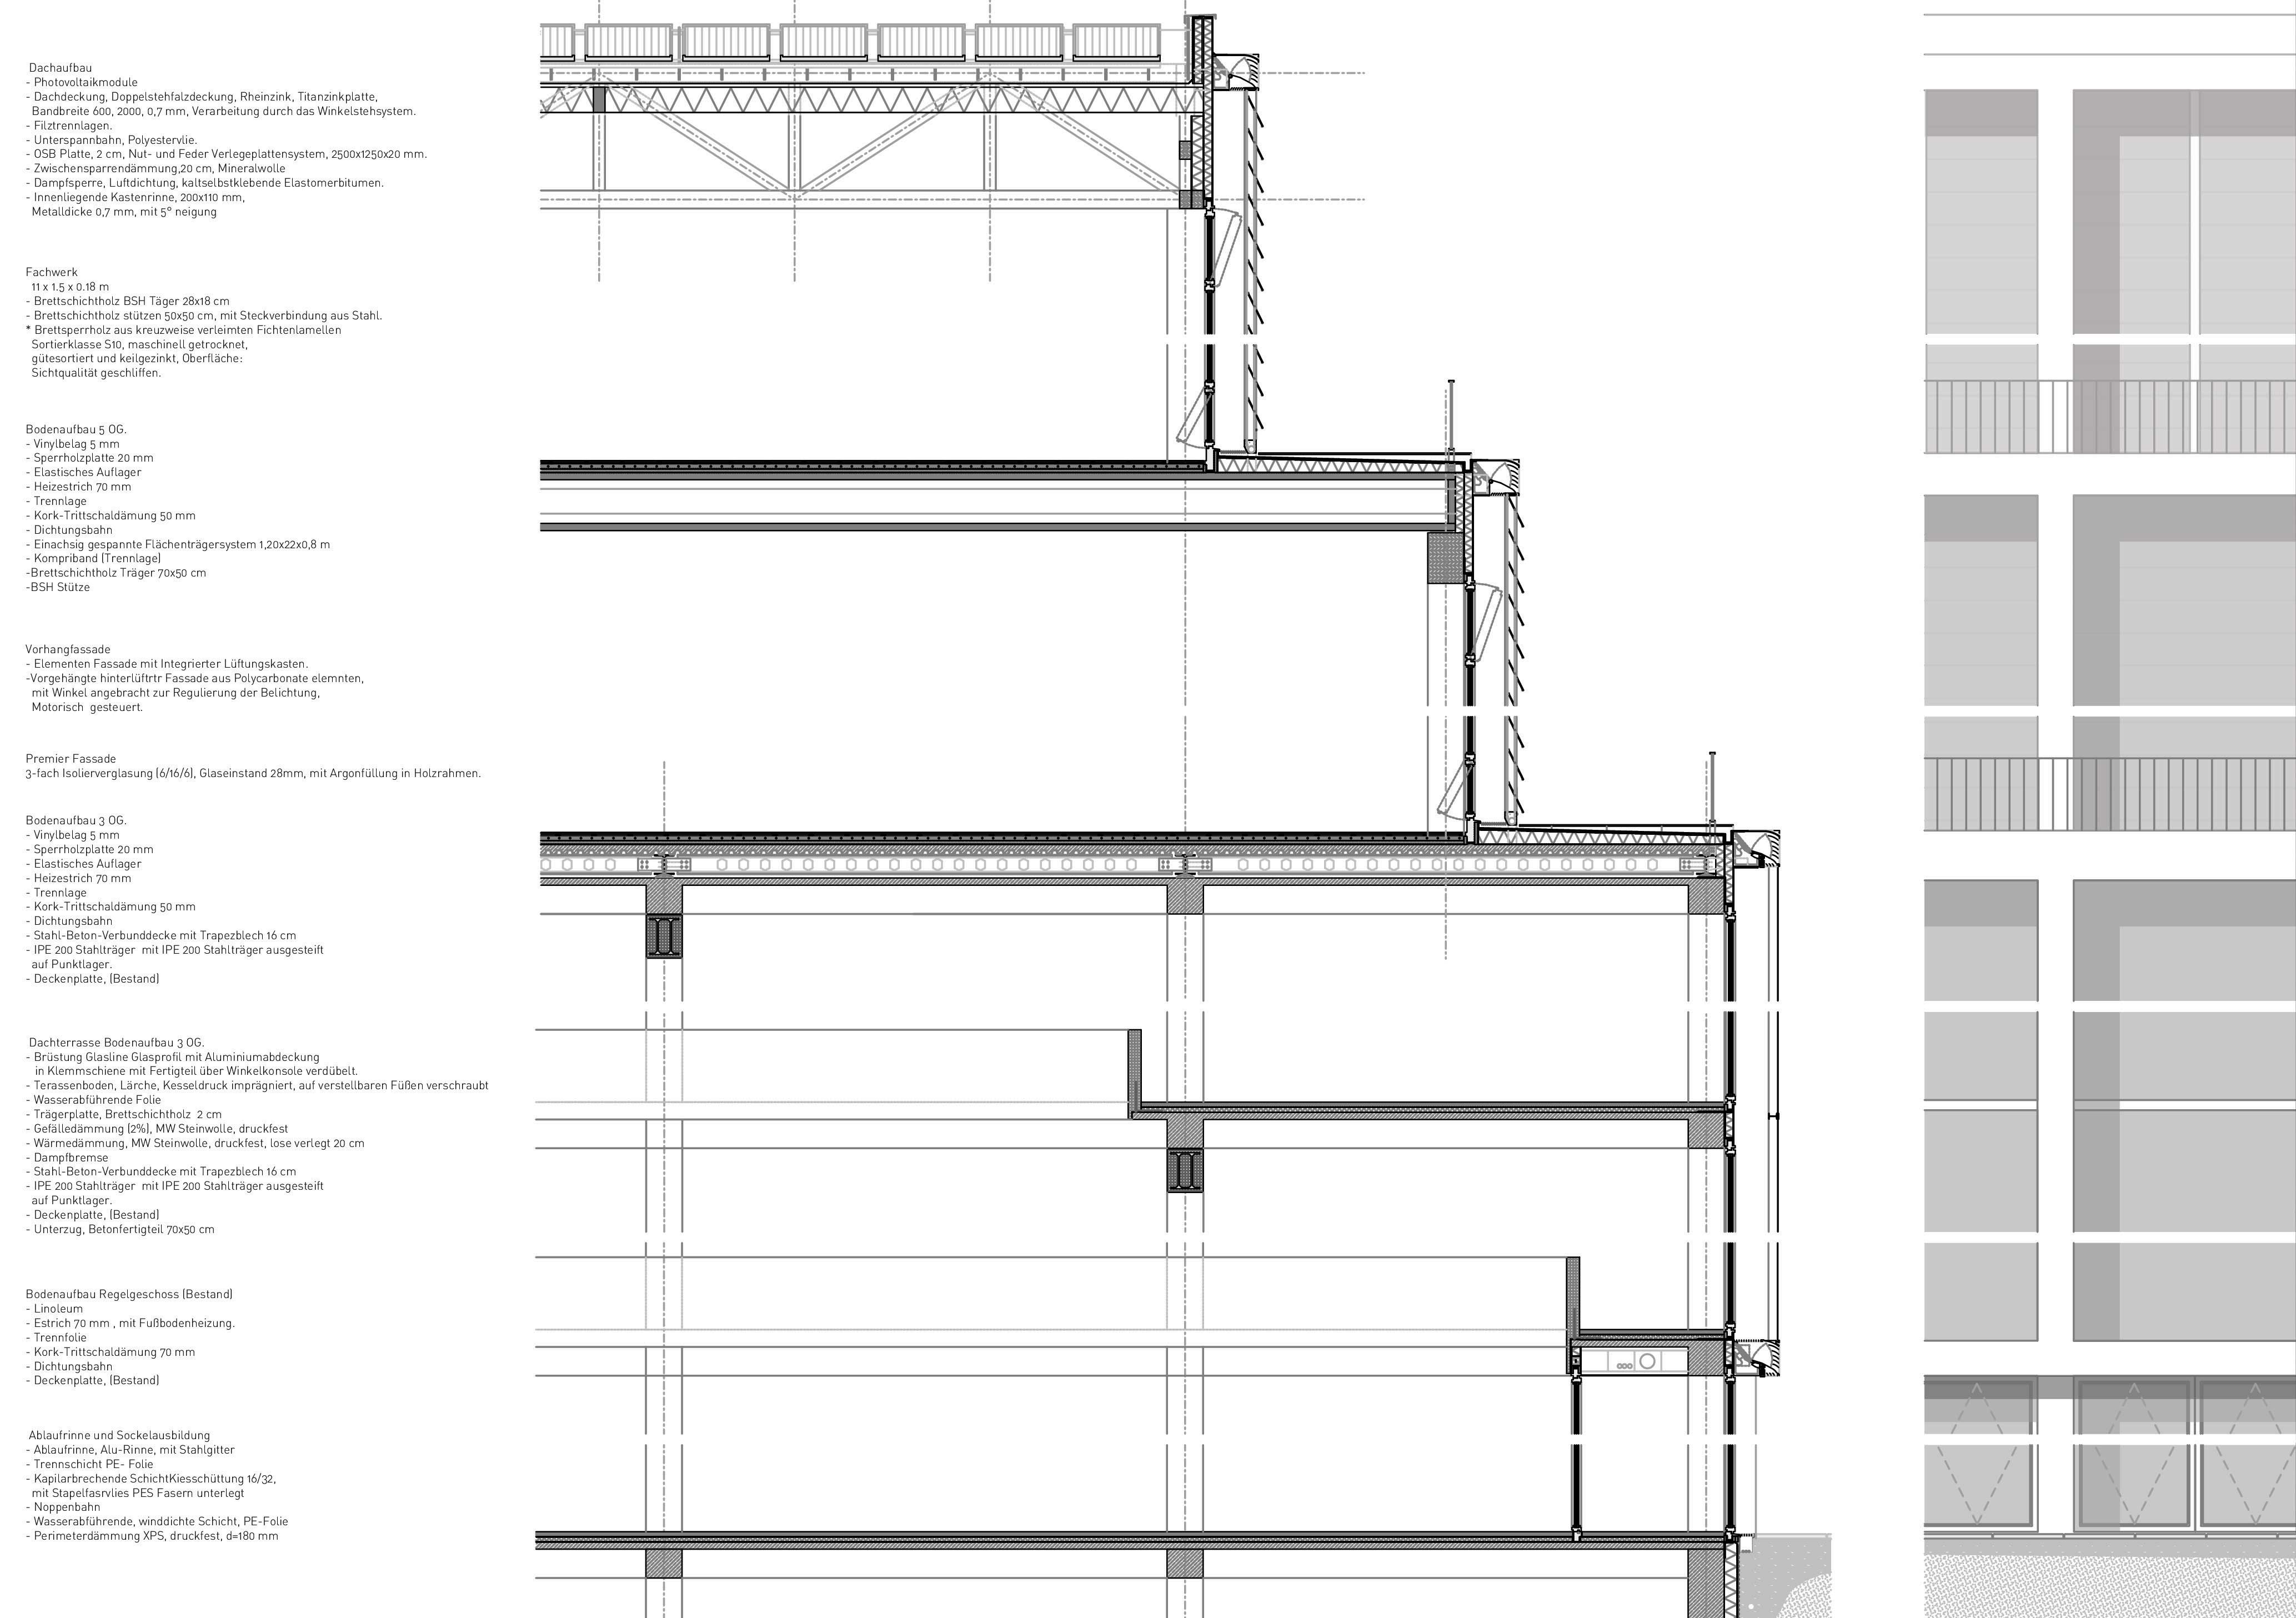 Dachaufbau
- Photovoltaikmodule
- Dachdeckung, Doppelstehfalzdeckung, Rheinzink, Titanzinkplatte,
Bandbreite 600, 2000, 0,7 mm, Verarbeitung durch das Winkelstehsystem.
- Filztrennlagen.
- Unterspannbahn, Polyestervlie.
- OSB Platte, 2 cm, Nut- und Feder Verlegeplattensystem, 2500x1250x20 mm.
- Zwischensparrendämmung,20 cm, Mineralwolle
- Dampfsperre, Luftdichtung, kaltselbstklebende Elastomerbitumen.
- Innenliegende Kastenrinne, 200x110 mm,
Metalldicke 0,7 mm, mit 5° neigung
Fachwerk
11 x 1.5 x 0.18 m
- Brettschichtholz BSH Täger 28x18 cm
- Brettschichtholz stützen 50x50 cm, mit Steckverbindung aus Stahl.
* Brettsperrholz aus kreuzweise verleimten Fichtenlamellen
Sortierklasse S10, maschinell getrocknet,
gütesortiert und keilgezinkt, Oberfläche:
Sichtqualität geschliffen.
Bodenaufbau 5 OG.
- Vinylbelag 5 mm
- Sperrholzplatte 20 mm
- Elastisches Auflager
- Heizestrich 70 mm
- Trennlage
- Kork-Trittschaldämung 50 mm
- Dichtungsbahn
- Einachsig gespannte Flächenträgersystem 1,20x22x0,8 m
- Kompriband (Trennlage)
-Brettschichtholz Träger 70x50 cm
-BSH Stütze
Vorhangfassade
- Elementen Fassade mit Integrierter Lüftungskasten.
-Vorgehängte hinterlüftrtr Fassade aus Polycarbonate elemnten,
mit Winkel angebracht zur Regulierung der Belichtung,
Motorisch  gesteuert.
Premier Fassade
3-fach Isolierverglasung (6/16/6), Glaseinstand 28mm, mit Argonfüllung in Holzrahmen.
Bodenaufbau 3 OG.
- Vinylbelag 5 mm
- Sperrholzplatte 20 mm
- Elastisches Auflager
- Heizestrich 70 mm
- Trennlage
- Kork-Trittschaldämung 50 mm
- Dichtungsbahn
- Stahl-Beton-Verbunddecke mit Trapezblech 16 cm
- IPE 200 Stahlträger  mit IPE 200 Stahlträger ausgesteift
auf Punktlager.
- Deckenplatte, (Bestand)
Dachterrasse Bodenaufbau 3 OG.
- Brüstung Glasline Glasprofil mit Aluminiumabdeckung
in Klemmschiene mit Fertigteil über Winkelkonsole verdübelt.
- Terassenboden, Lärche, Kesseldruck imprägniert, auf verstellbaren Füßen verschraubt
- Wasserabführende Folie
- Trägerplatte, Brettschichtholz  2 cm
- Gefälledämmung (2%), MW Steinwolle, druckfest
- Wärmedämmung, MW Steinwolle, druckfest, lose verlegt 20 cm
- Dampfbremse
- Stahl-Beton-Verbunddecke mit Trapezblech 16 cm
- IPE 200 Stahlträger  mit IPE 200 Stahlträger ausgesteift
auf Punktlager.
- Deckenplatte, (Bestand)
- Unterzug, Betonfertigteil 70x50 cm
Bodenaufbau Regelgeschoss (Bestand)
- Linoleum
- Estrich 70 mm , mit Fußbodenheizung.
- Trennfolie
- Kork-Trittschaldämung 70 mm
- Dichtungsbahn
- Deckenplatte, (Bestand)
Ablaufrinne und Sockelausbildung
- Ablaufrinne, Alu-Rinne, mit Stahlgitter
- Trennschicht PE- Folie
- Kapilarbrechende SchichtKiesschüttung 16/32,
mit Stapelfasrvlies PES Fasern unterlegt
- Noppenbahn
- Wasserabführende, winddichte Schicht, PE-Folie
- Perimeterdämmung XPS, druckfest, d=180 mm